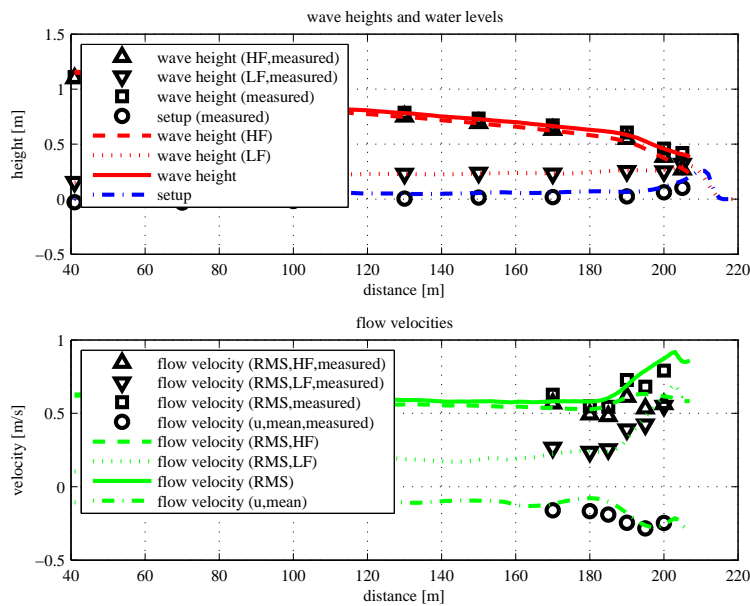 wave heights and water levels
1.5
1
0.5
0
−0.5
height [m]
wave height (HF,measured)
wave height (LF,measured)
wave height (measured)
setup (measured)
wave height (HF)
wave height (LF)
wave height
setup
40 60 80 100 120 140 160 180 200 220
distance [m]
flow velocities
1
0.5
0
−0.5
velocity [m/s]
flow velocity (RMS,HF,measured)
flow velocity (RMS,LF,measured)
flow velocity (RMS,measured)
flow velocity (u,mean,measured)
flow velocity (RMS,HF)
flow velocity (RMS,LF)
flow velocity (RMS)
flow velocity (u,mean)
40 60 80 100 120 140 160 180 200 220
distance [m]